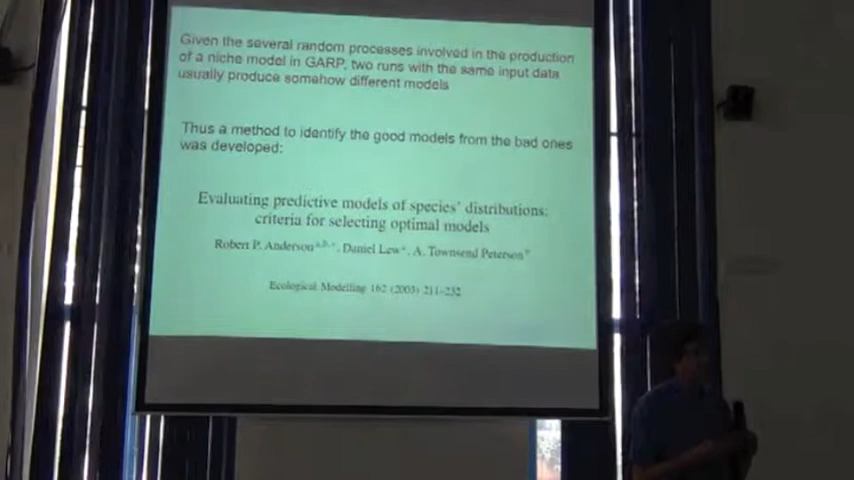 Given the several random processes involved in the production
of a niche model in GARP, two runs with the same input data
usually produce somehow different models
Thus a method to identify the good models from the bad ones
was developed:
Evaluating predictive models of species' distributions:
criteria for selecting optimal models
Robert P. Anderson a,b,*, Daniel Lew a, A. Townsend Peterson b
Ecological Modelling 162 (2003) 211–232